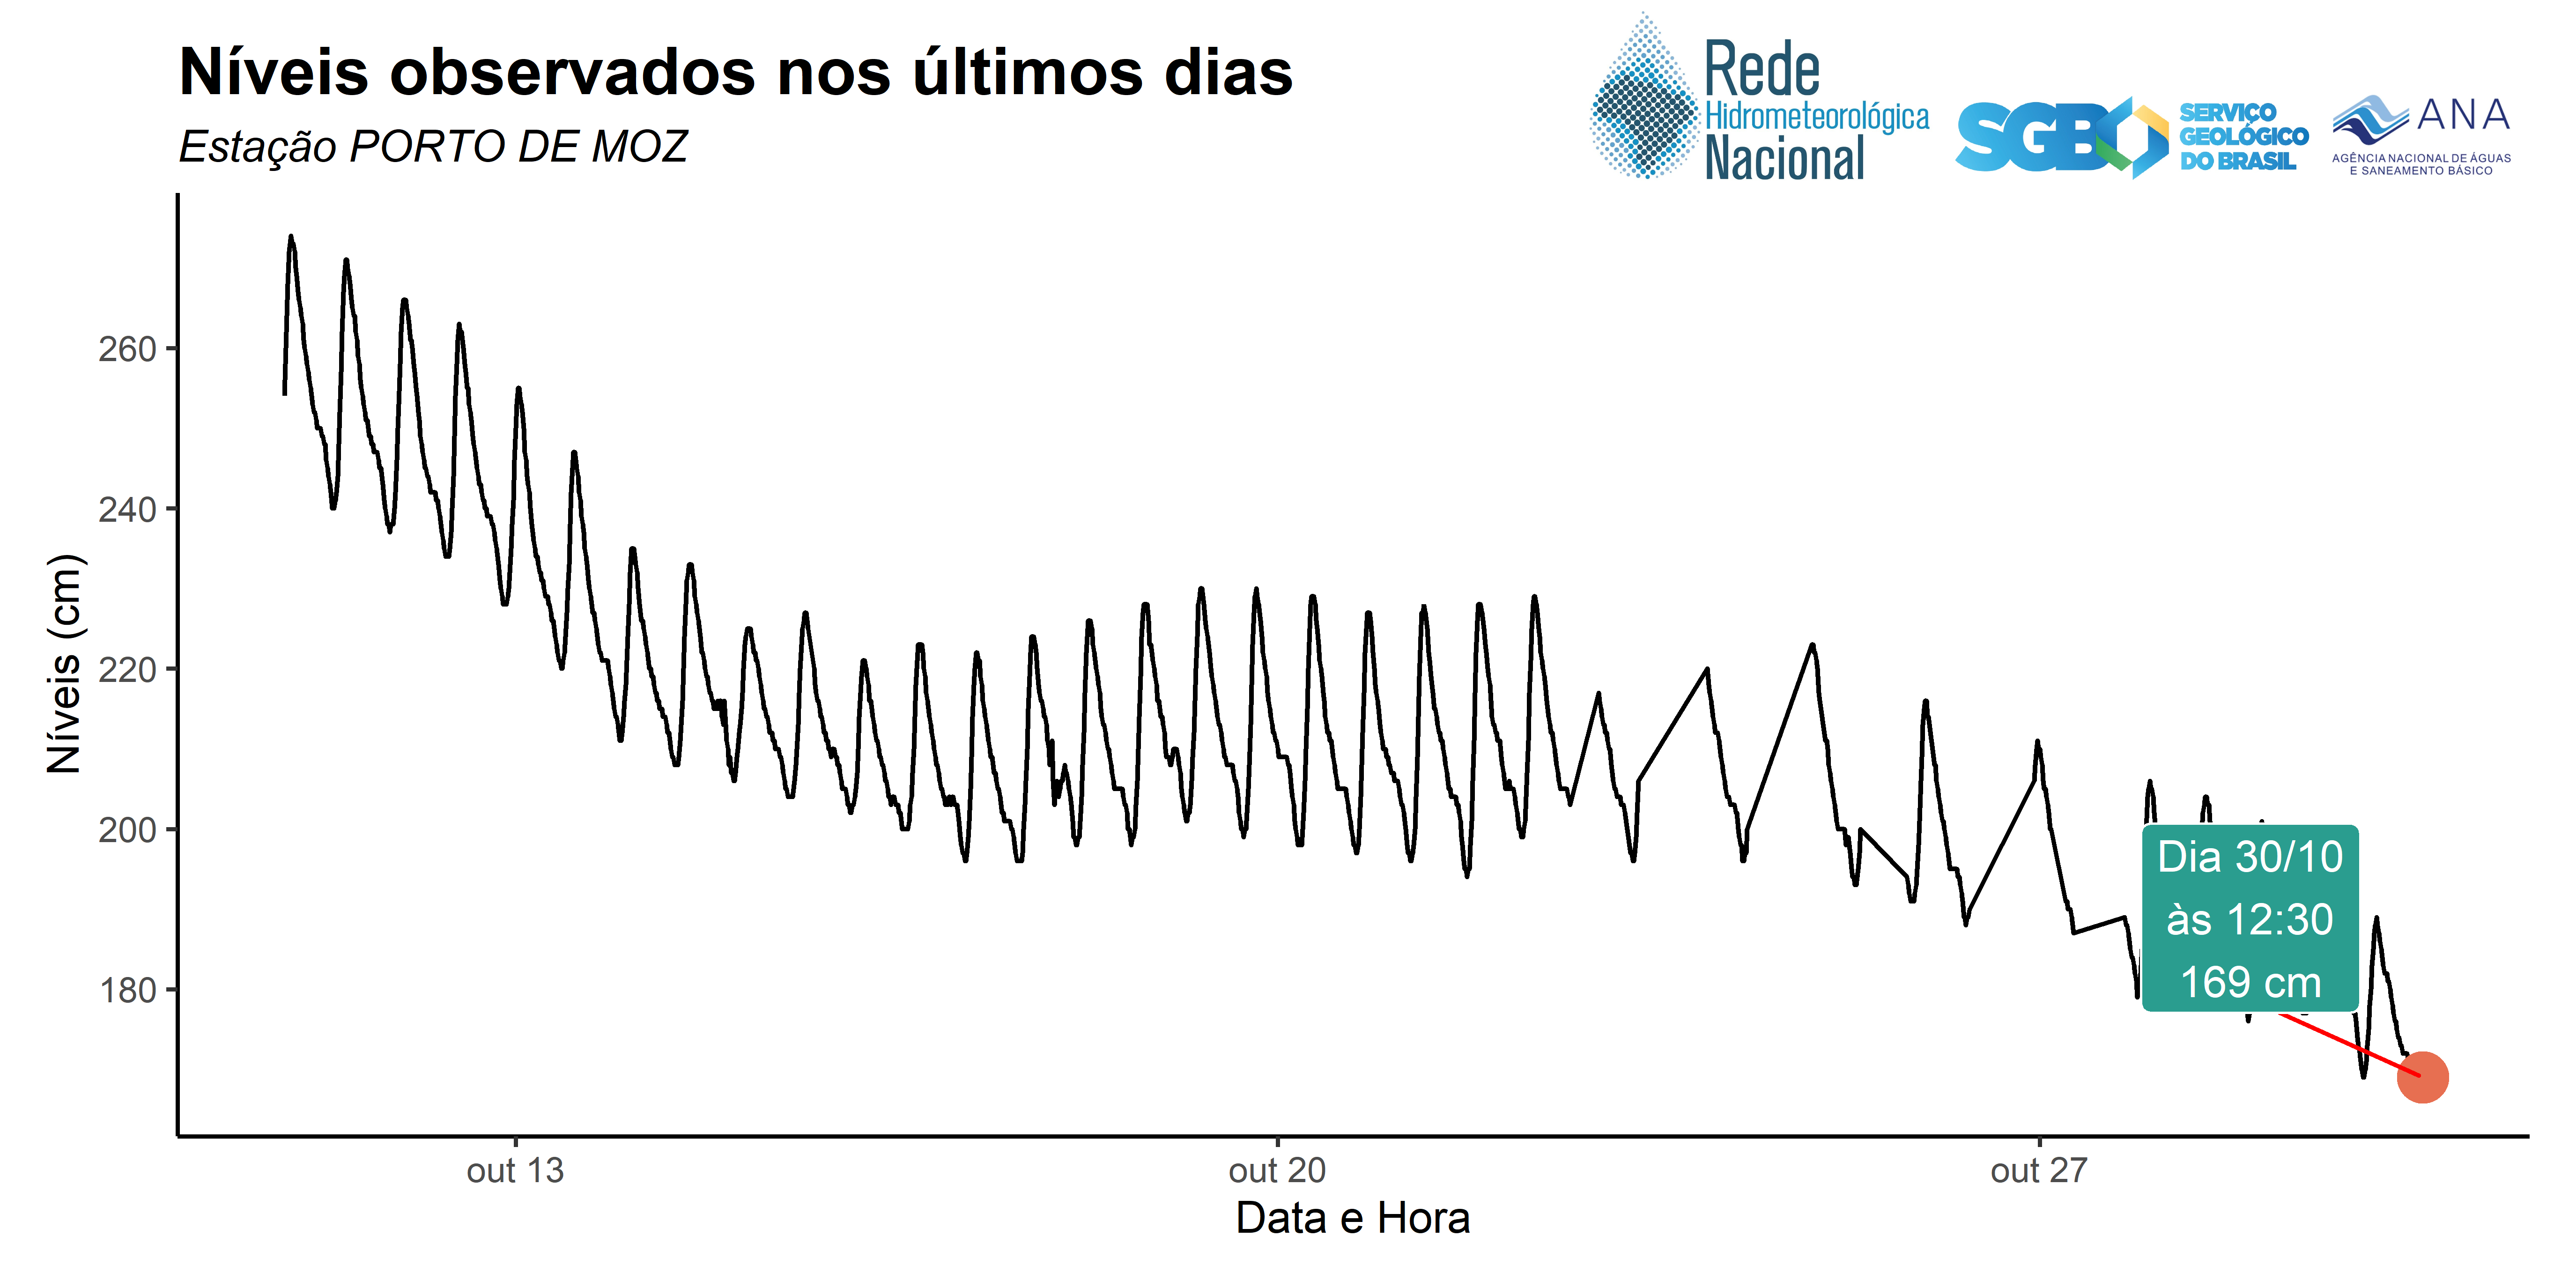 Níveis observados nos últimos dias
Estação PORTO DE MOZ
Rede
Hidrometeorológica
Nacional
SGB
SERVIÇO
GEOLÓGICO
DO BRASIL
ANA
AGÊNCIA NACIONAL DE ÁGUAS
E SANEAMENTO BÁSICO
Níveis (cm)
260
240
220
200
180
Dia 30/10
às 12:30
169 cm
out 13
out 20
out 27
Data e Hora